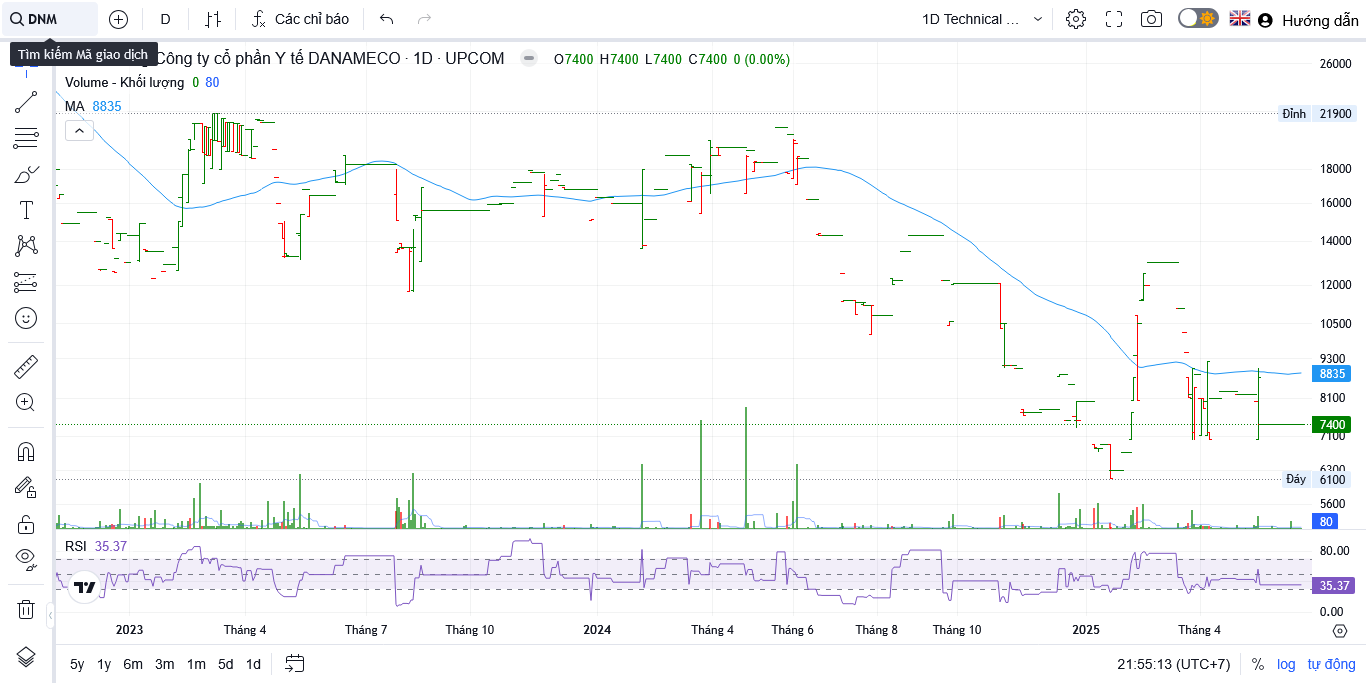 DNM D Các chỉ báo 1D Technical ... Hướng dẫn
Tìm kiếm Mã giao dịch
Công ty cổ phần Y tế DANAMECO · 1D · UPCOM O7400 H7400 L7400 C7400 0 (0.00%)
Volume - Khối lượng 0 80
MA 8835
26000
Đỉnh 21900
18000
16000
14000
12000
10500
9300
8835
8100
7400
7100
6300
Đáy 6100
5600
80
RSI 35.37
80.00
35.37
0.00
2023 Tháng 4 Tháng 7 Tháng 10 2024 Tháng 4 Tháng 6 Tháng 8 Tháng 10 2025 Tháng 4
5y 1y 6m 3m 1m 5d 1d 21:55:13 (UTC+7) % log tự động